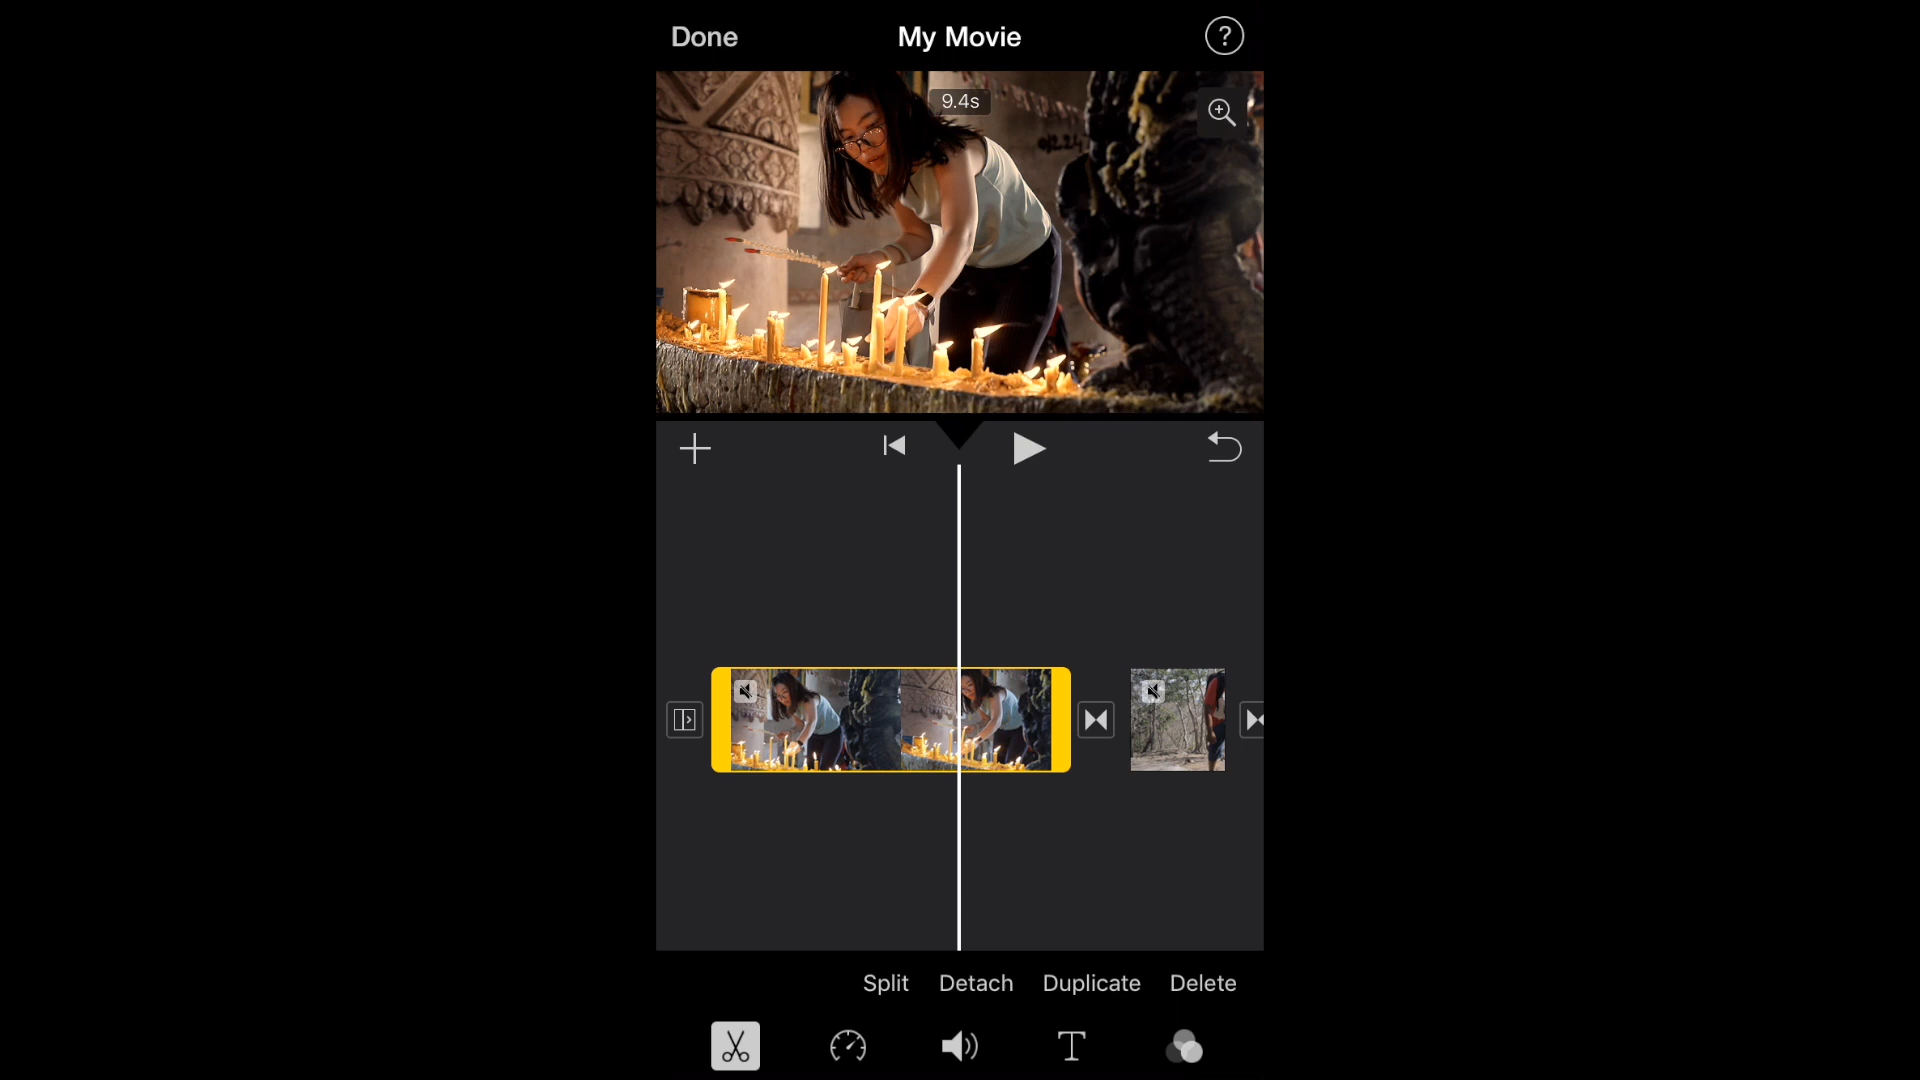 Done
My Movie
?
9.4s
Split
Detach
Duplicate
Delete
T